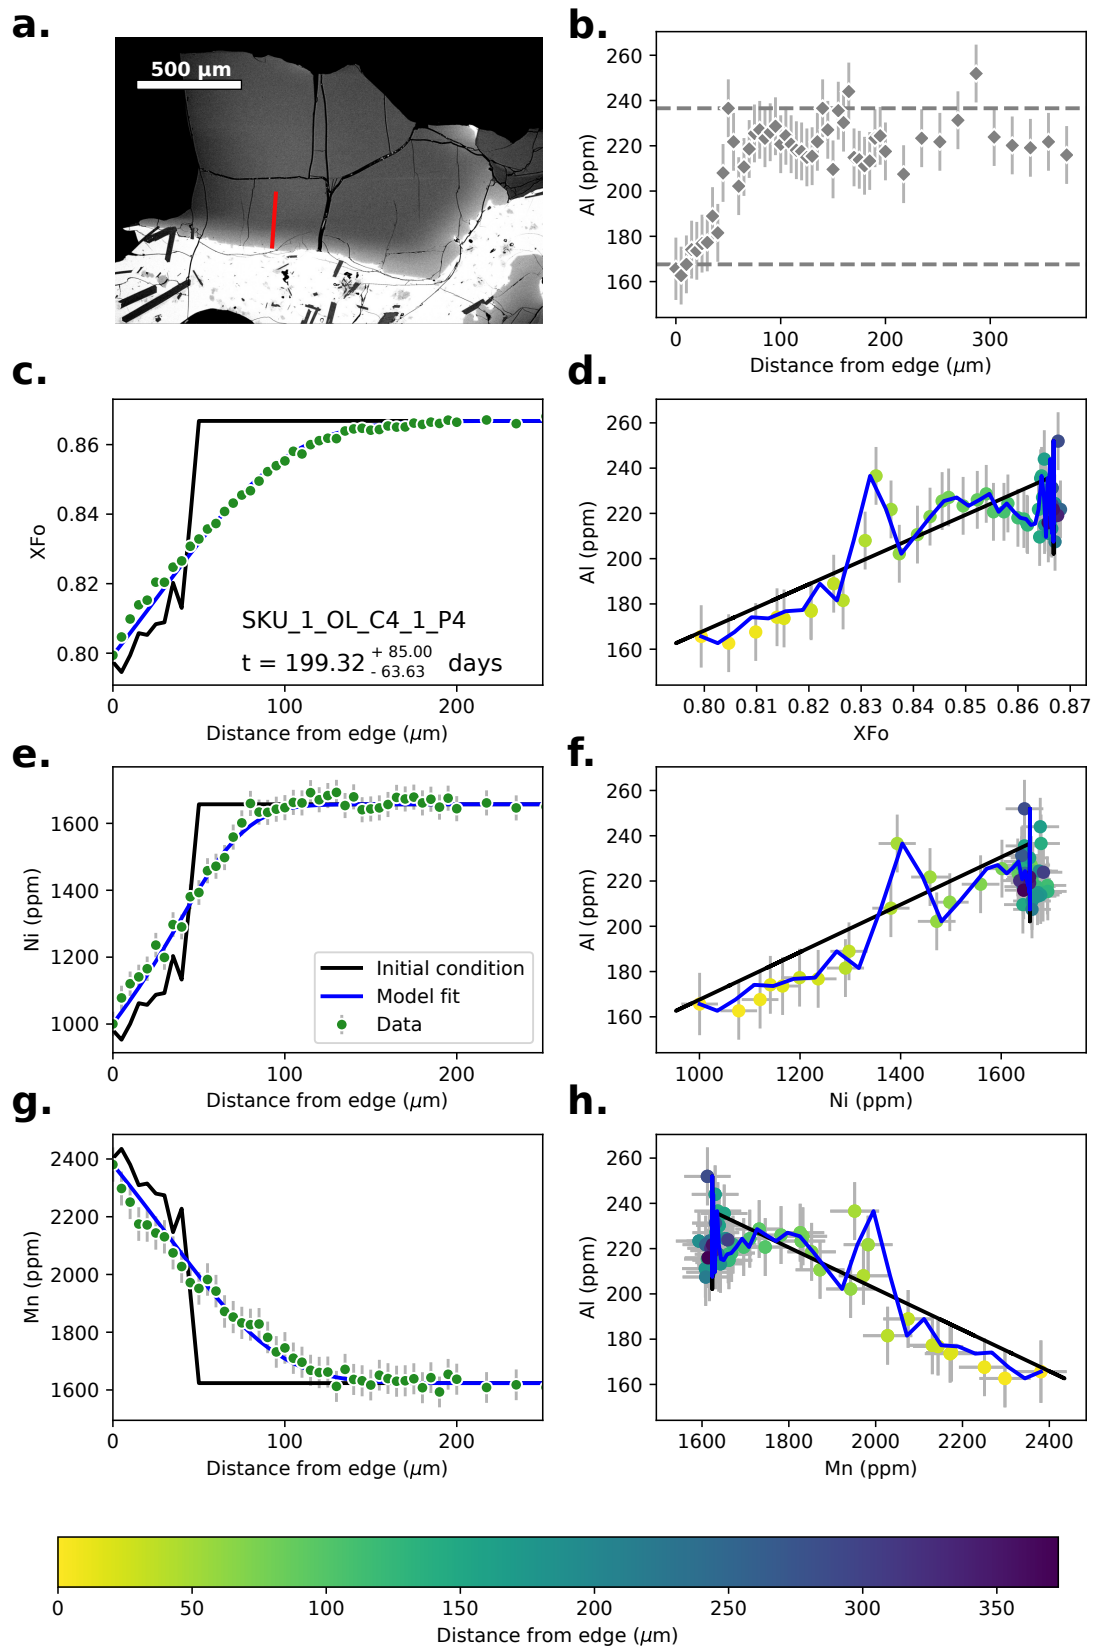 a.
500 μm
b.
260
240
220
200
180
160
Al (ppm)
0
100
200
300
Distance from edge (μm)
c.
0.86
0.84
0.82
0.80
XFo
SKU_1_OL_C4_1_P4
t = 199.32 + 85.00 - 63.63 days
0
100
200
Distance from edge (μm)
d.
260
240
220
200
180
160
Al (ppm)
0.80
0.81
0.82
0.83
0.84
0.85
0.86
0.87
XFo
e.
1600
1400
1200
1000
Ni (ppm)
Initial condition
Model fit
Data
0
100
200
Distance from edge (μm)
f.
260
240
220
200
180
160
Al (ppm)
1000
1200
1400
1600
Ni (ppm)
g.
2400
2200
2000
1800
1600
Mn (ppm)
0
100
200
Distance from edge (μm)
h.
260
240
220
200
180
160
Al (ppm)
1600
1800
2000
2200
2400
Mn (ppm)
0
50
100
150
200
250
300
350
Distance from edge (μm)